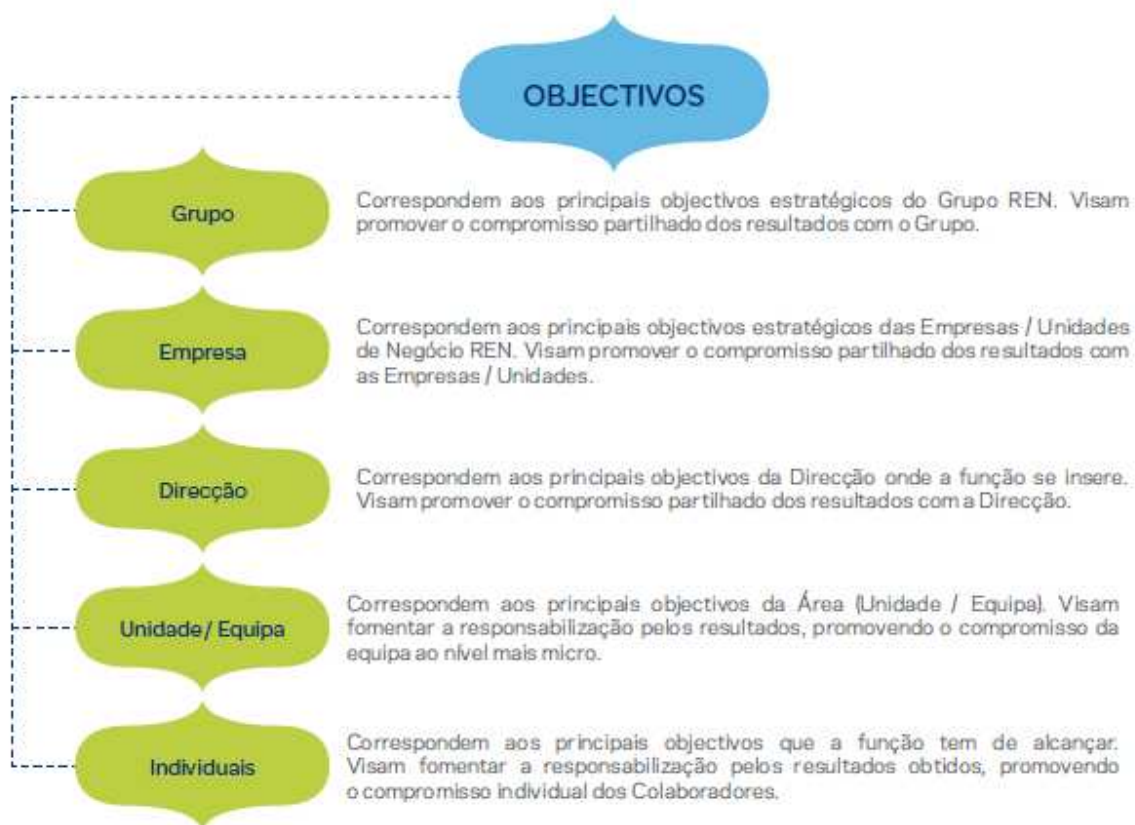 OBJECTIVOS
Grupo
Correspondem aos principais objectivos estratégicos do Grupo REN. Visam
promover o compromisso partilhado dos resultados com o Grupo.
Empresa
Correspondem aos principais objectivos estratégicos das Empresas / Unidades
de Negócio REN. Visam promover o compromisso partilhado dos resultados com
as Empresas / Unidades.
Direcção
Correspondem aos principais objectivos da Direcção onde a função se insere.
Visam promover o compromisso partilhado dos resultados com a Direcção.
Unidade / Equipa
Correspondem aos principais objectivos da Área (Unidade / Equipa). Visam
fomentar a responsabilização pelos resultados, promovendo o compromisso da
equipa ao nível mais micro.
Individuais
Correspondem aos principais objectivos que a função tem de alcançar.
Visam fomentar a responsabilização pelos resultados obtidos, promovendo
o compromisso individual dos Colaboradores.